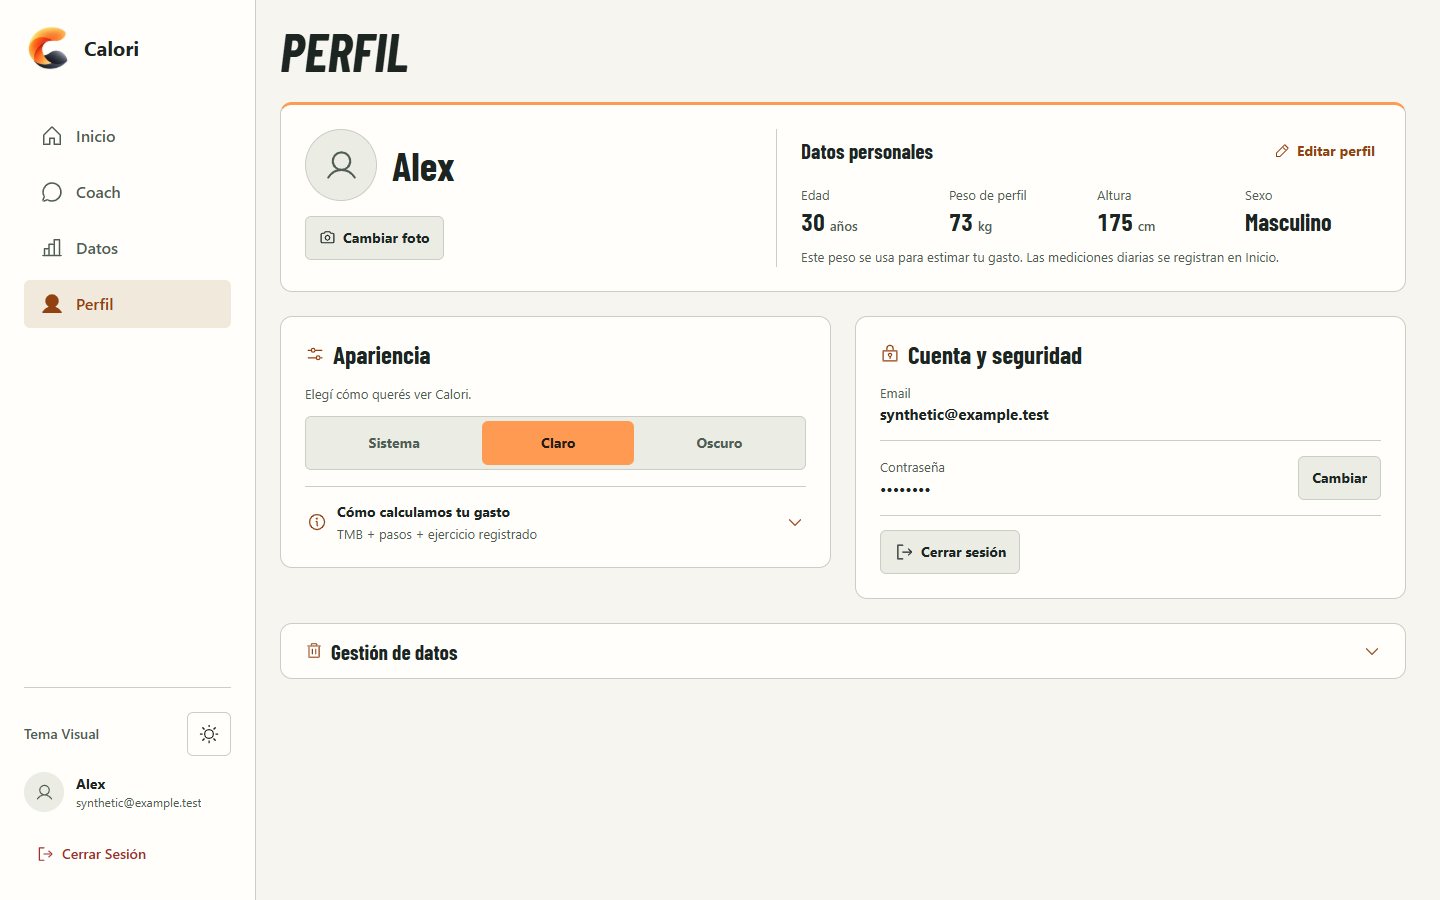 Calori
Inicio
Coach
Datos
Perfil
Tema Visual
Alex
synthetic@example.test
Cerrar Sesión
PERFIL
Alex
Cambiar foto
Datos personales
Editar perfil
Edad
30 años
Peso de perfil
73 kg
Altura
175 cm
Sexo
Masculino
Este peso se usa para estimar tu gasto. Las mediciones diarias se registran en Inicio.
Apariencia
Elegí cómo querés ver Calori.
Sistema
Claro
Oscuro
Cómo calculamos tu gasto
TMB + pasos + ejercicio registrado
Cuenta y seguridad
Email
synthetic@example.test
Contraseña
••••••••
Cambiar
Cerrar sesión
Gestión de datos